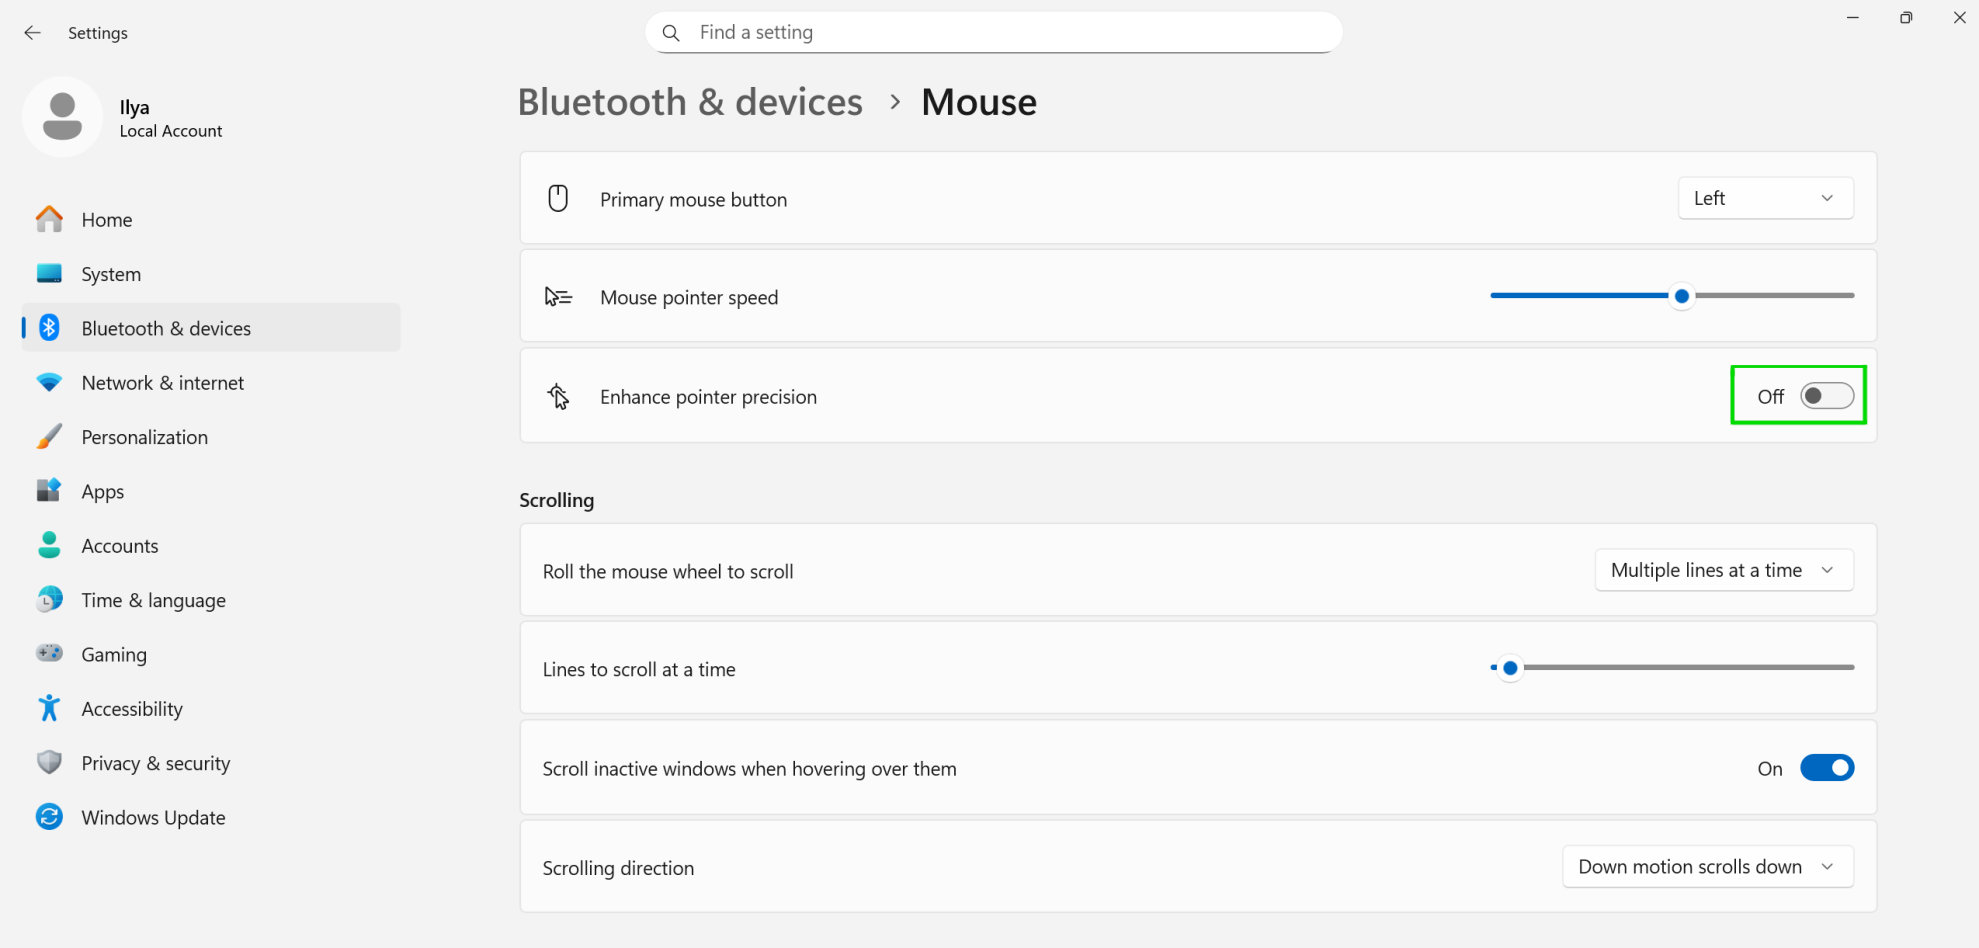 Settings
Find a setting
Ilya
Local Account
Home
System
Bluetooth & devices
Network & internet
Personalization
Apps
Accounts
Time & language
Gaming
Accessibility
Privacy & security
Windows Update
Bluetooth & devices > Mouse
Primary mouse button
Left
Mouse pointer speed
Enhance pointer precision
Off
Scrolling
Roll the mouse wheel to scroll
Multiple lines at a time
Lines to scroll at a time
Scroll inactive windows when hovering over them
On
Scrolling direction
Down motion scrolls down